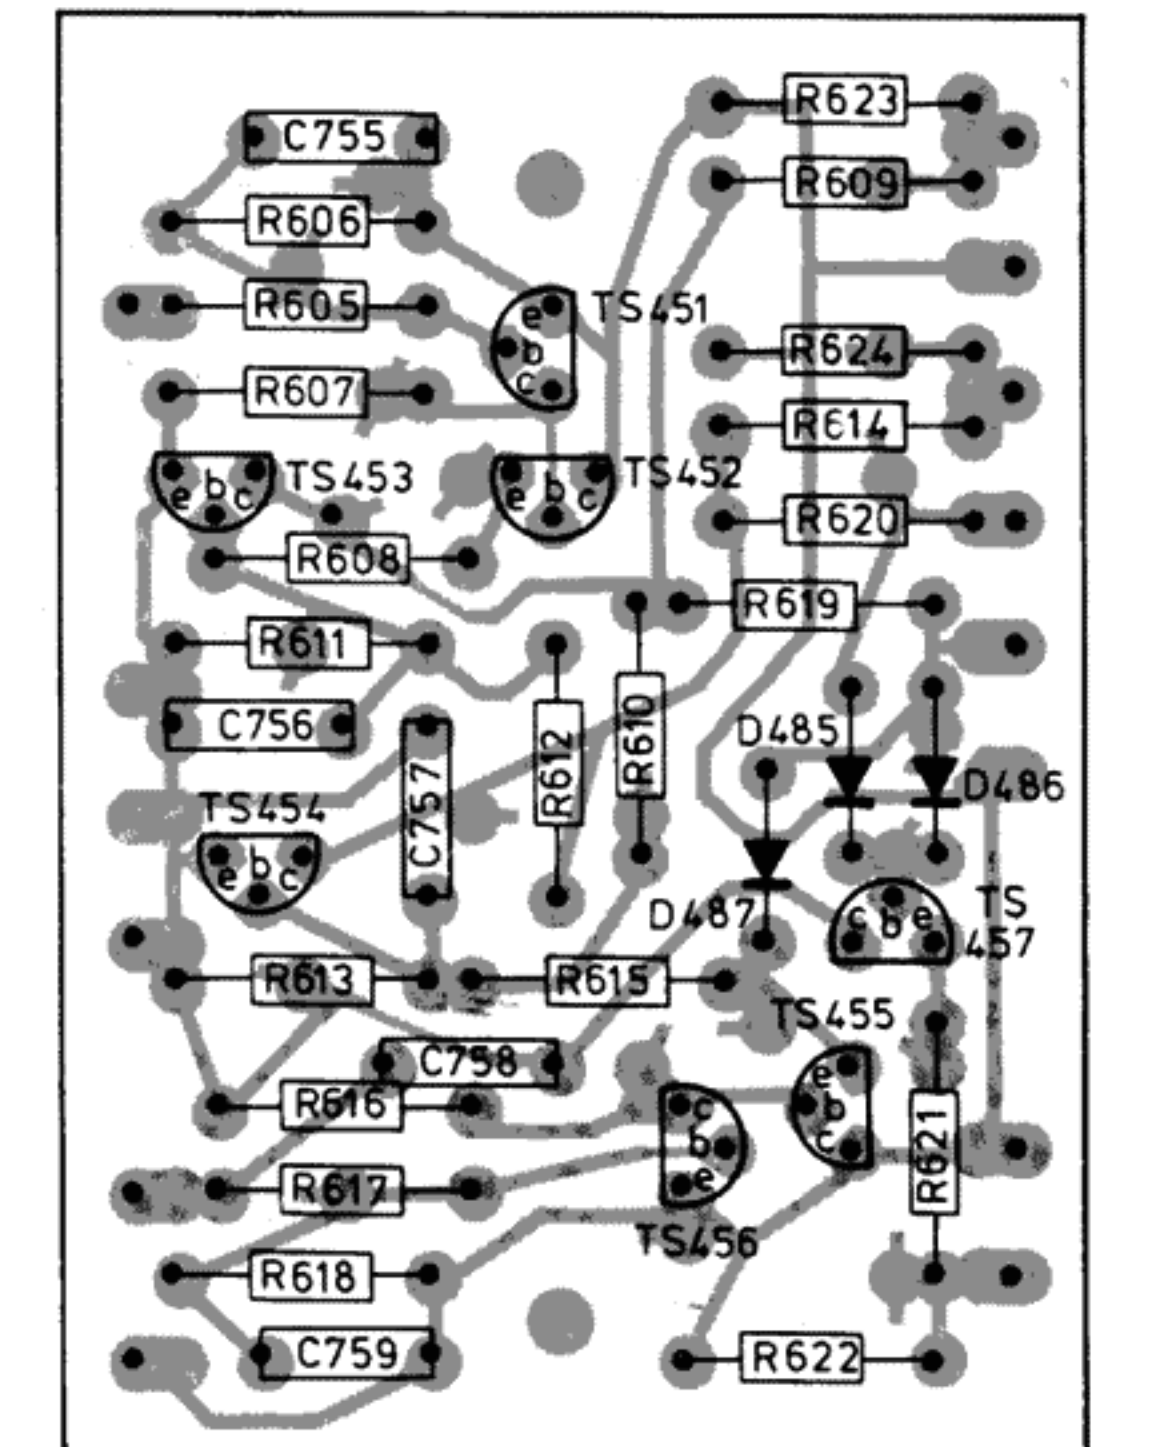 R623
C755
R609
R606
R605
e
TS451
b
R624
c
R607
R614
TS453
TS452
e b c
e b c
R620
R608
R619
R611
C756
R610
D485
R612
C757
D486
TS454
e b c
D487
c b e
TS
457
R613
R615
TS455
C758
e
R616
c
b
b
c
R621
e
R617
TS456
R618
C759
R622